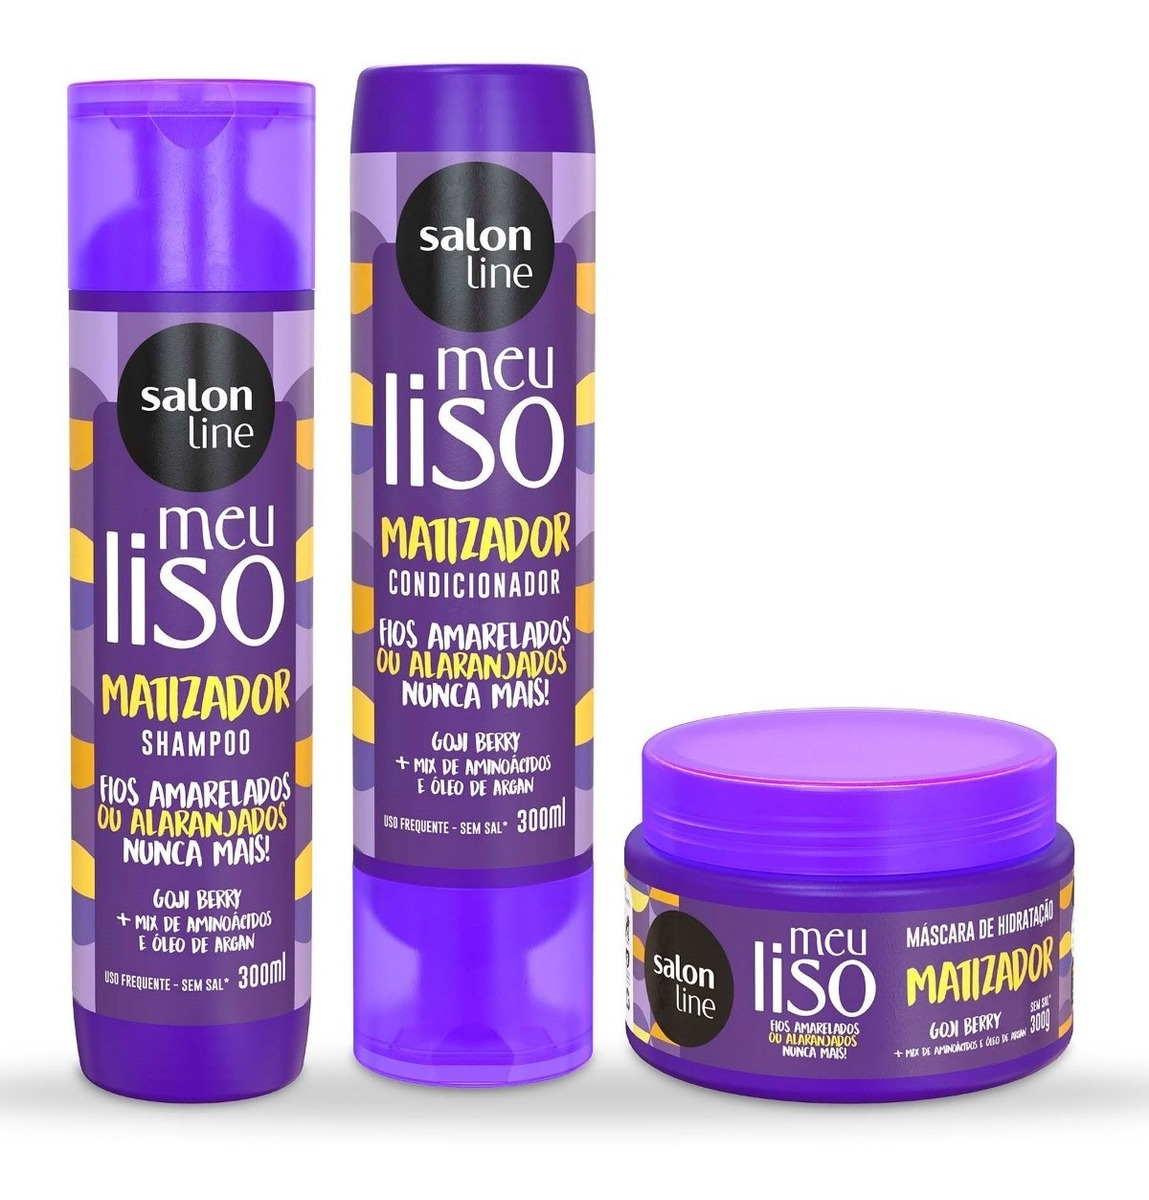 salon
line
meu
liso
MATIZADOR
SHAMPOO
FIOS AMARELADOS
OU ALARANJADOS
NUNCA MAIS!
GOJI BERRY
+ MIX DE AMINOÁCIDOS
E ÓLEO DE ARGAN
USO FREQUENTE - SEM SAL* 300ml
salon
line
meu
liso
MATIZADOR
CONDICIONADOR
FIOS AMARELADOS
OU ALARANJADOS
NUNCA MAIS!
GOJI BERRY
+ MIX DE AMINOÁCIDOS
E ÓLEO DE ARGAN
USO FREQUENTE - SEM SAL* 300ml
salon
line
meu
liso
FIOS AMARELADOS
OU ALARANJADOS
NUNCA MAIS!
MÁSCARA DE HIDRATAÇÃO
MATIZADOR
GOJI BERRY
+ MIX DE AMINOÁCIDOS E ÓLEO DE ARGAN
SEM SAL*
300g